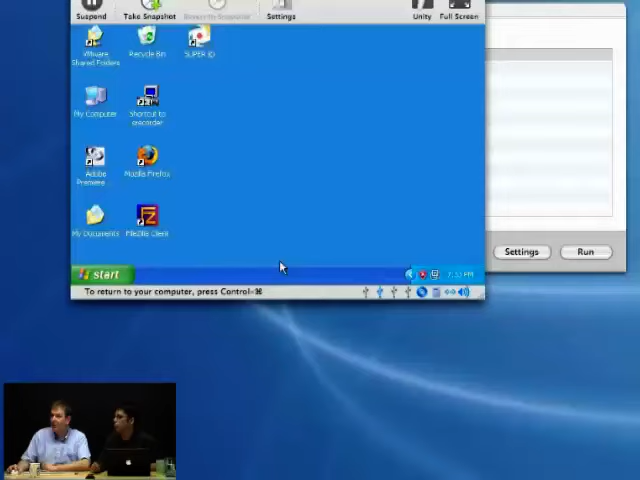 Suspend
Take Snapshot
Settings
Unity
Full Screen
VMware
Shared Folders
Recycle Bin
SUPER ©
My Computer
Shortcut to
Adobe
Premiere...
Mozilla Firefox
My Documents
FileZilla Client
start
Settings
Run
To return to your computer, press Control-⌘